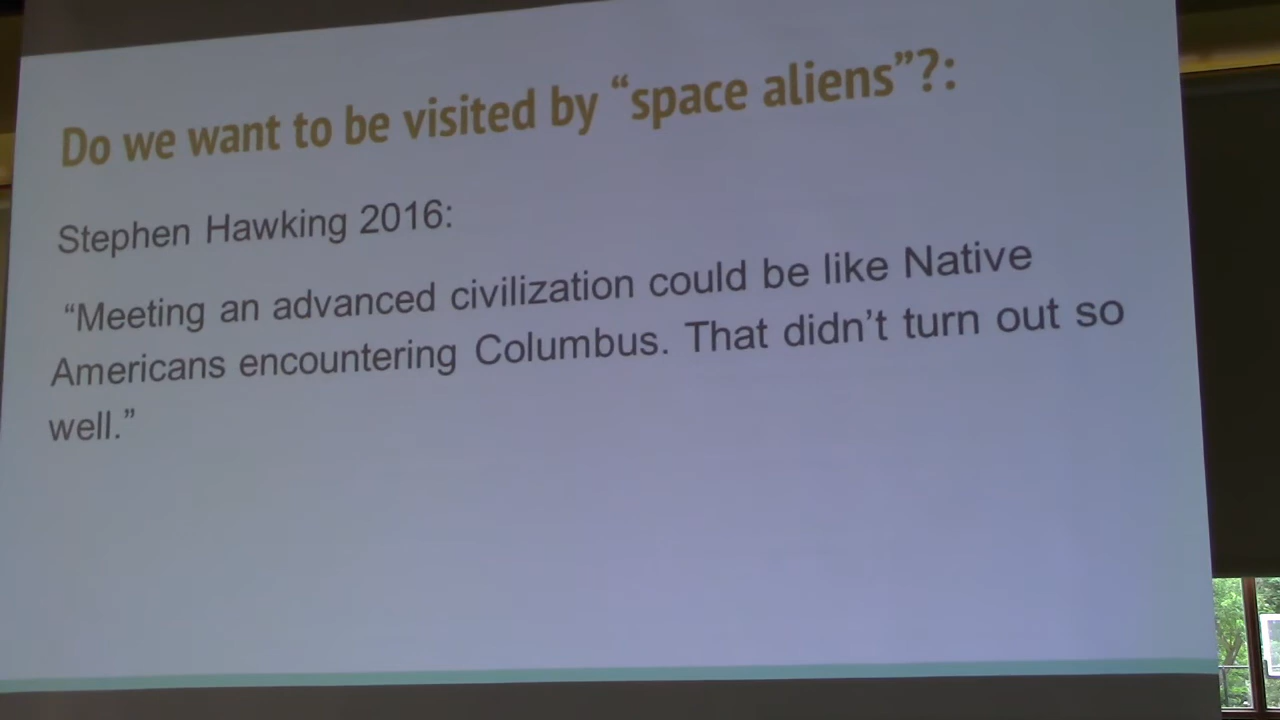 Do we want to be visited by “space aliens”?:
Stephen Hawking 2016:
“Meeting an advanced civilization could be like Native
Americans encountering Columbus. That didn’t turn out so
well.”